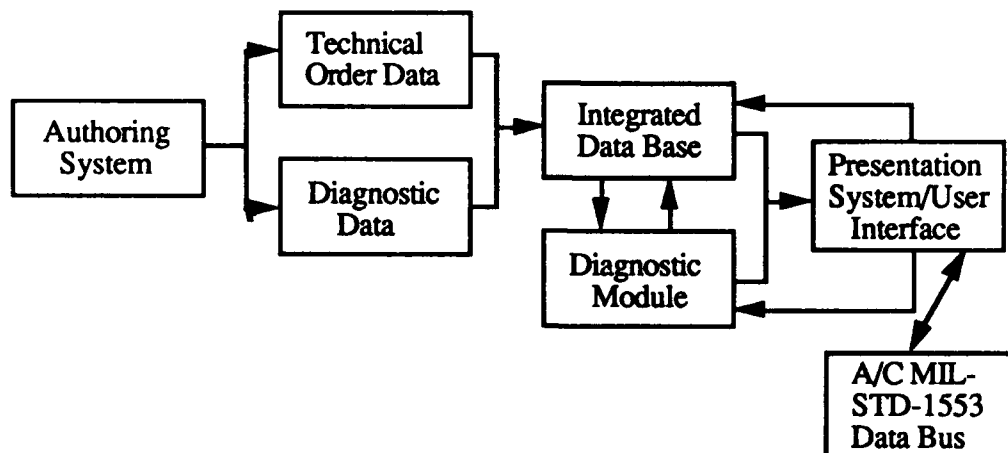 Technical
Order Data
Authoring
System
Diagnostic
Data
Integrated
Data Base
Diagnostic
Module
Presentation
System/User
Interface
A/C MIL-
STD-1553
Data Bus